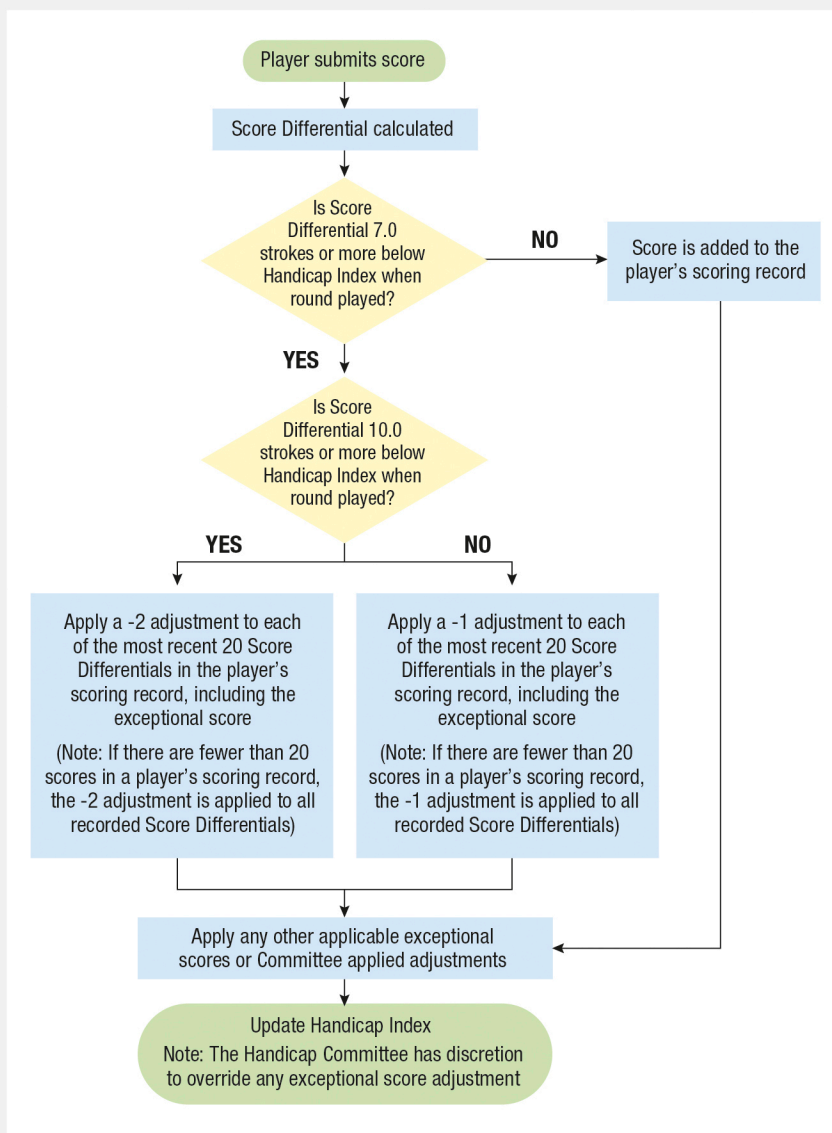 Player submits score
Score Differential calculated
Is Score
Differential 7.0
strokes or more below
Handicap Index when
round played?
NO
Score is added to the
player’s scoring record
YES
Is Score
Differential 10.0
strokes or more below
Handicap Index when
round played?
YES
NO
Apply a -2 adjustment to each
of the most recent 20 Score
Differentials in the player’s
scoring record, including the
exceptional score
(Note: If there are fewer than 20
scores in a player’s scoring record,
the -2 adjustment is applied to all
recorded Score Differentials)
Apply a -1 adjustment to each
of the most recent 20 Score
Differentials in the player’s
scoring record, including the
exceptional score
(Note: If there are fewer than 20
scores in a player’s scoring record,
the -1 adjustment is applied to all
recorded Score Differentials)
Apply any other applicable exceptional
scores or Committee applied adjustments
Update Handicap Index
Note: The Handicap Committee has discretion
to override any exceptional score adjustment